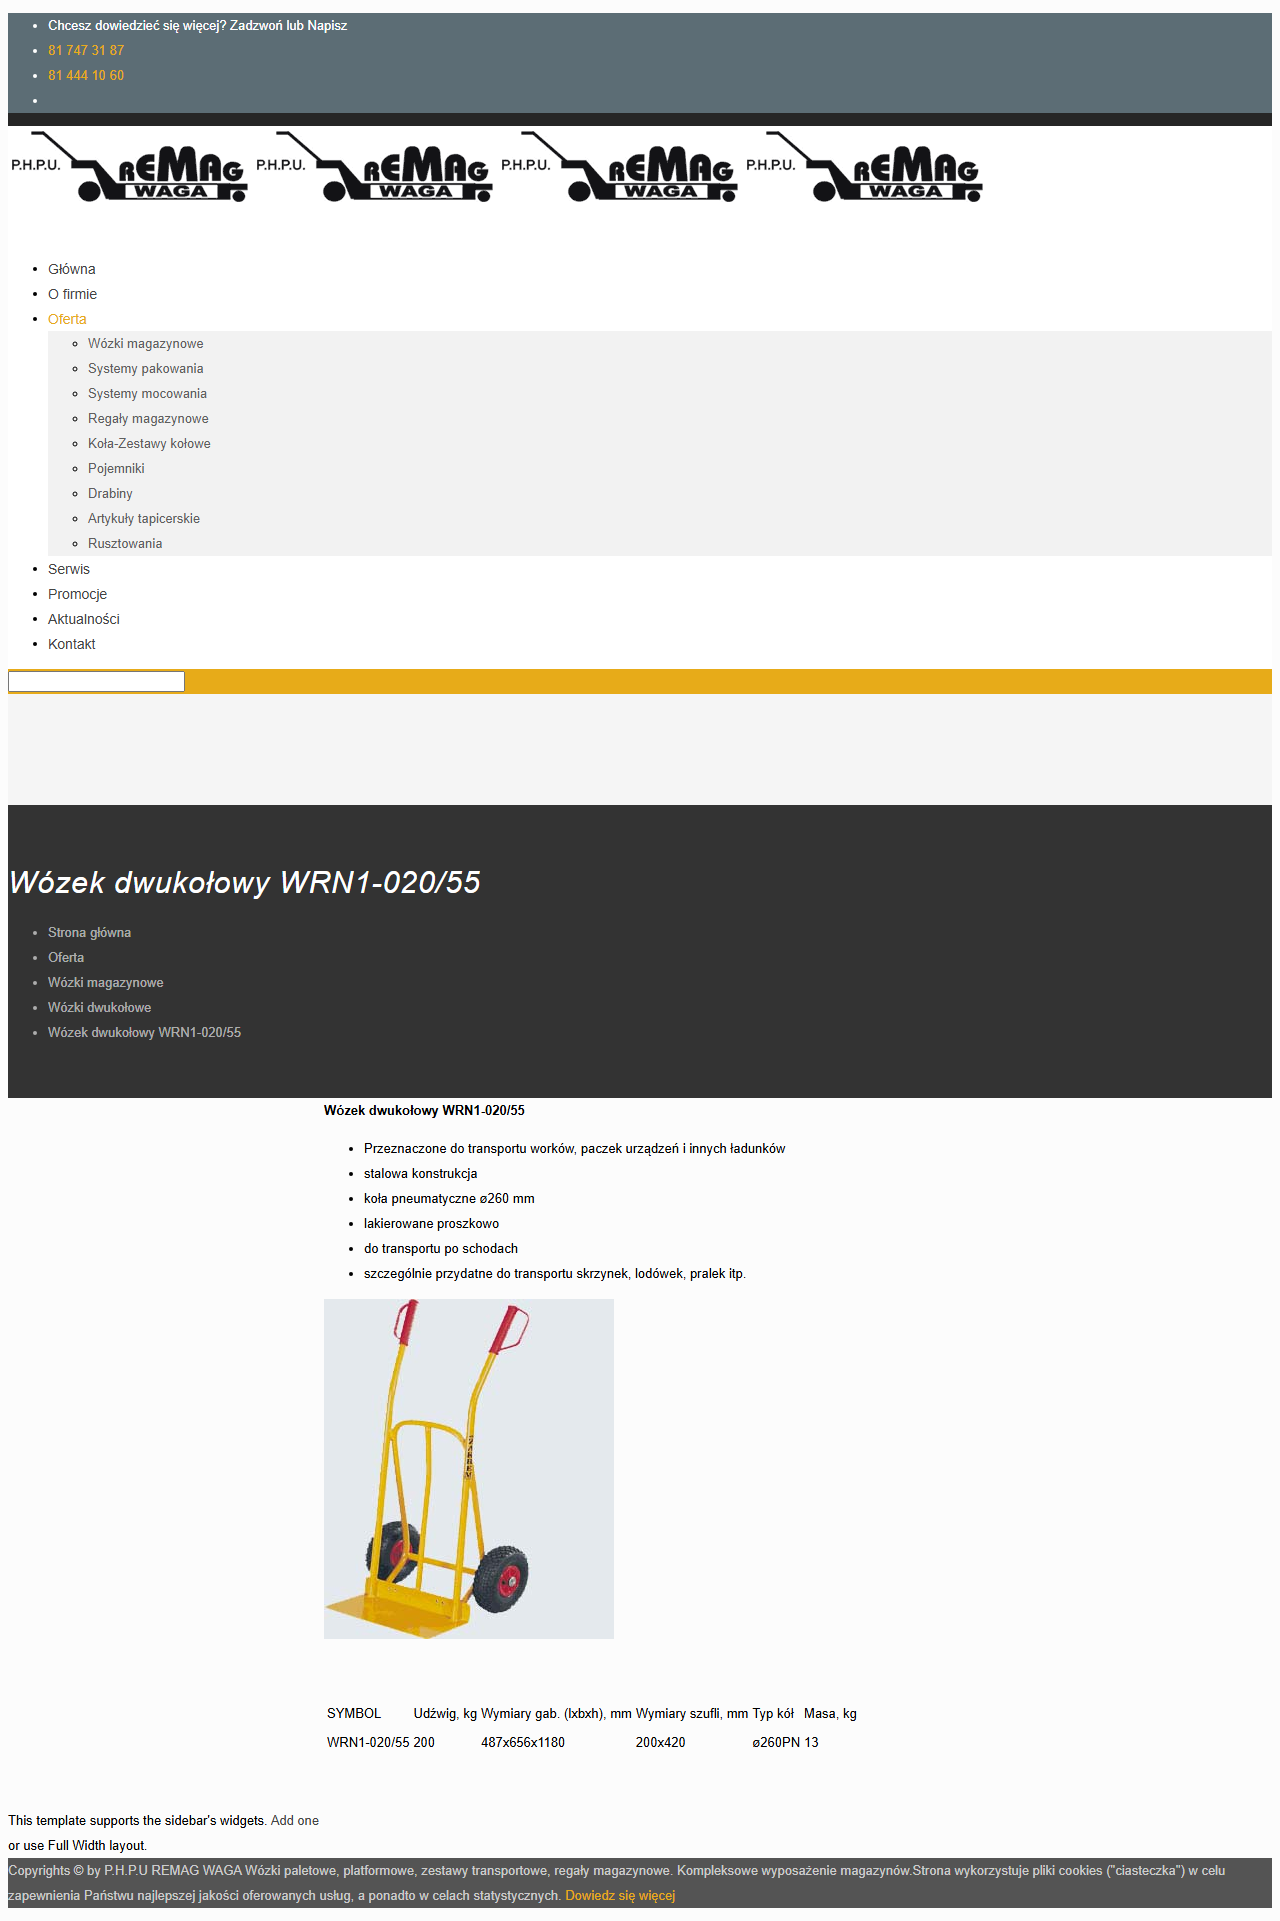 Chcesz dowiedzieć się więcej? Zadzwoń lub Napisz
81 747 31 87
81 444 10 60
P.H.P.U. REMAG WAGA P.H.P.U. REMAG WAGA P.H.P.U. REMAG WAGA P.H.P.U. REMAG WAGA
Główna
O firmie
Oferta
Wózki magazynowe
Systemy pakowania
Systemy mocowania
Regały magazynowe
Koła-Zestawy kołowe
Pojemniki
Drabiny
Artykuły tapicerskie
Rusztowania
Serwis
Promocje
Aktualności
Kontakt
Wózek dwukołowy WRN1-020/55
Strona główna
Oferta
Wózki magazynowe
Wózki dwukołowe
Wózek dwukołowy WRN1-020/55
Wózek dwukołowy WRN1-020/55
Przeznaczone do transportu worków, paczek urządzeń i innych ładunków
stalowa konstrukcja
koła pneumatyczne ø260 mm
lakierowane proszkowo
do transportu po schodach
szczególnie przydatne do transportu skrzynek, lodówek, pralek itp.
ZAKREM
SYMBOL Udźwig, kg Wymiary gab. (lxbxh), mm Wymiary szufli, mm Typ kół Masa, kg
WRN1-020/55 200 487x656x1180 200x420 ø260PN 13
This template supports the sidebar's widgets. Add one
or use Full Width layout.
Copyrights © by P.H.P.U REMAG WAGA Wózki paletowe, platformowe, zestawy transportowe, regały magazynowe. Kompleksowe wyposażenie magazynów.Strona wykorzystuje pliki cookies ("ciasteczka") w celu
zapewnienia Państwu najlepszej jakości oferowanych usług, a ponadto w celach statystycznych. Dowiedz się więcej